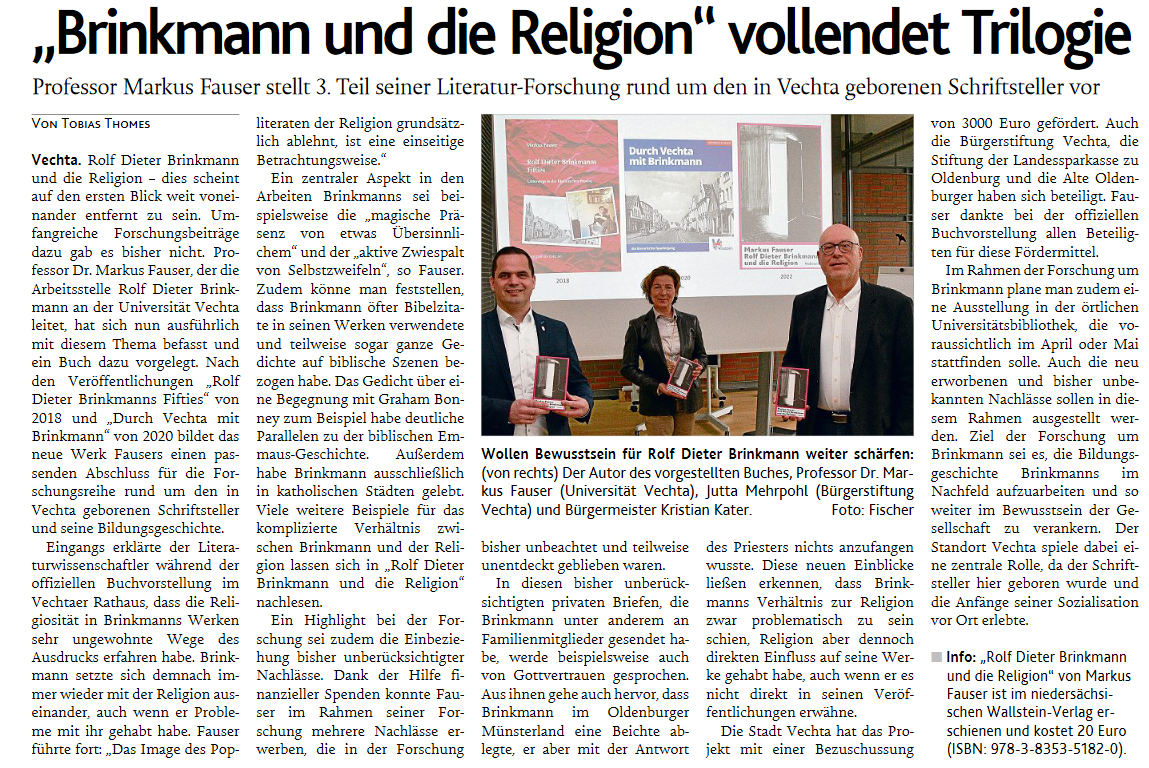 „Brinkmann und die Religion“ vollendet Trilogie
Professor Markus Fauser stellt 3. Teil seiner Literatur-Forschung rund um den in Vechta geborenen Schriftsteller vor
VON TOBIAS THOMES
Vechta. Rolf Dieter Brinkmann
und die Religion – dies scheint
auf den ersten Blick weit vonei-
nander entfernt zu sein. Um-
fangreiche Forschungsbeiträge
dazu gab es bisher nicht. Pro-
fessor Dr. Markus Fauser, der die
Arbeitsstelle Rolf Dieter Brink-
mann an der Universität Vechta
leitet, hat sich nun ausführlich
mit diesem Thema befasst und
ein Buch dazu vorgelegt. Nach
den Veröffentlichungen „Rolf
Dieter Brinkmanns Fifties“ von
2018 und „Durch Vechta mit
Brinkmann“ von 2020 bildet das
neue Werk Fausers einen pas-
senden Abschluss für die For-
schungsreihe rund um den in
Vechta geborenen Schriftsteller
und seine Bildungsgeschichte.
Eingangs erklärte der Litera-
turwissenschaftler während der
offiziellen Buchvorstellung im
Vechtaer Rathaus, dass die Reli-
giosität in Brinkmanns Werken
sehr ungewohnte Wege des
Ausdrucks erfahren habe. Brink-
mann setzte sich demnach im-
mer wieder mit der Religion aus-
einander, auch wenn er Proble-
me mit ihr gehabt habe. Fauser
führte fort: „Das Image des Pop-
literaten der Religion grundsätz-
lich ablehnt, ist eine einseitige
Betrachtungsweise.“
Ein zentraler Aspekt in den
Arbeiten Brinkmanns sei bei-
spielsweise die „magische Prä-
senz von etwas Übersinnli-
chem“ und der „aktive Zwiespalt
von Selbstzweifeln“, so Fauser.
Zudem könne man feststellen,
dass Brinkmann öfter Bibelzita-
te in seinen Werken verwendete
und teilweise sogar ganze Ge-
dichte auf biblische Szenen be-
zogen habe. Das Gedicht über ei-
ne Begegnung mit Graham Bon-
ney zum Beispiel habe deutliche
Parallelen zu der biblischen Em-
maus-Geschichte. Außerdem
habe Brinkmann ausschließlich
in katholischen Städten gelebt.
Viele weitere Beispiele für das
komplizierte Verhältnis zwi-
schen Brinkmann und der Reli-
gion lassen sich in „Rolf Dieter
Brinkmann und die Religion“
nachlesen.
Ein Highlight bei der For-
schung sei zudem die Einbezie-
hung bisher unberücksichtigter
Nachlässe. Dank der Hilfe fi-
nanzieller Spenden konnte Fau-
ser im Rahmen seiner For-
schung mehrere Nachlässe er-
werben, die in der Forschung
Markus Fauser
Rolf Dieter Brinkmanns
Fifties
2018
Durch Vechta
mit Brinkmann
2020
Markus Fauser
Rolf Dieter Brinkmann
und die Religion
2022
Wollen Bewusstsein für Rolf Dieter Brinkmann weiter schärfen:
(von rechts) Der Autor des vorgestellten Buches, Professor Dr. Mar-
kus Fauser (Universität Vechta), Jutta Mehrpohl (Bürgerstiftung
Vechta) und Bürgermeister Kristian Kater. Foto: Fischer
bisher unbeachtet und teilweise
unentdeckt geblieben waren.
In diesen bisher unberück-
sichtigten privaten Briefen, die
Brinkmann unter anderem an
Familienmitglieder gesendet ha-
be, werde beispielsweise auch
von Gottvertrauen gesprochen.
Aus ihnen gehe auch hervor, dass
Brinkmann im Oldenburger
Münsterland eine Beichte ab-
legte, er aber mit der Antwort
des Priesters nichts anzufangen
wusste. Diese neuen Einblicke
ließen erkennen, dass Brink-
manns Verhältnis zur Religion
zwar problematisch zu sein
schien, Religion aber dennoch
direkten Einfluss auf seine Wer-
ke gehabt habe, auch wenn er es
nicht direkt in seinen Veröf-
fentlichungen erwähne.
Die Stadt Vechta hat das Pro-
jekt mit einer Bezuschussung
von 3000 Euro gefördert. Auch
die Bürgerstiftung Vechta, die
Stiftung der Landessparkasse zu
Oldenburg und die Alte Olden-
burger haben sich beteiligt. Fau-
ser dankte bei der offiziellen
Buchvorstellung allen Beteilig-
ten für diese Fördermittel.
Im Rahmen der Forschung um
Brinkmann plane man zudem ei-
ne Ausstellung in der örtlichen
Universitätsbibliothek, die vo-
raussichtlich im April oder Mai
stattfinden solle. Auch die neu
erworbenen und bisher unbe-
kannten Nachlässe sollen in die-
sem Rahmen ausgestellt wer-
den. Ziel der Forschung um
Brinkmann sei es, die Bildungs-
geschichte Brinkmanns im
Nachfeld aufzuarbeiten und so
weiter im Bewusstsein der Ge-
sellschaft zu verankern. Der
Standort Vechta spiele dabei ei-
ne zentrale Rolle, da der Schrift-
steller hier geboren wurde und
die Anfänge seiner Sozialisation
vor Ort erlebte.
Info: „Rolf Dieter Brinkmann
und die Religion“ von Markus
Fauser ist im niedersächsi-
schen Wallstein-Verlag er-
schienen und kostet 20 Euro
(ISBN: 978-3-8353-5182-0).